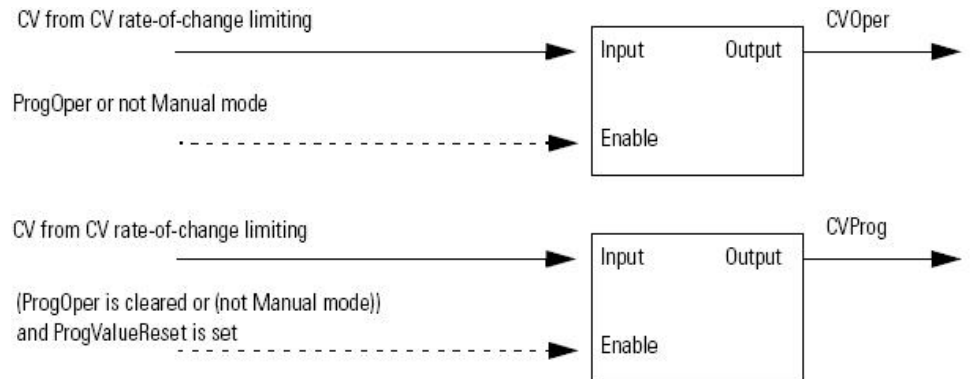 CV from CV rate-of-change limiting
CVOper
Input Output
ProgOper or not Manual mode
Enable
CV from CV rate-of-change limiting
CVProg
Input Output
(ProgOper is cleared or (not Manual mode))
and ProgValueReset is set
Enable